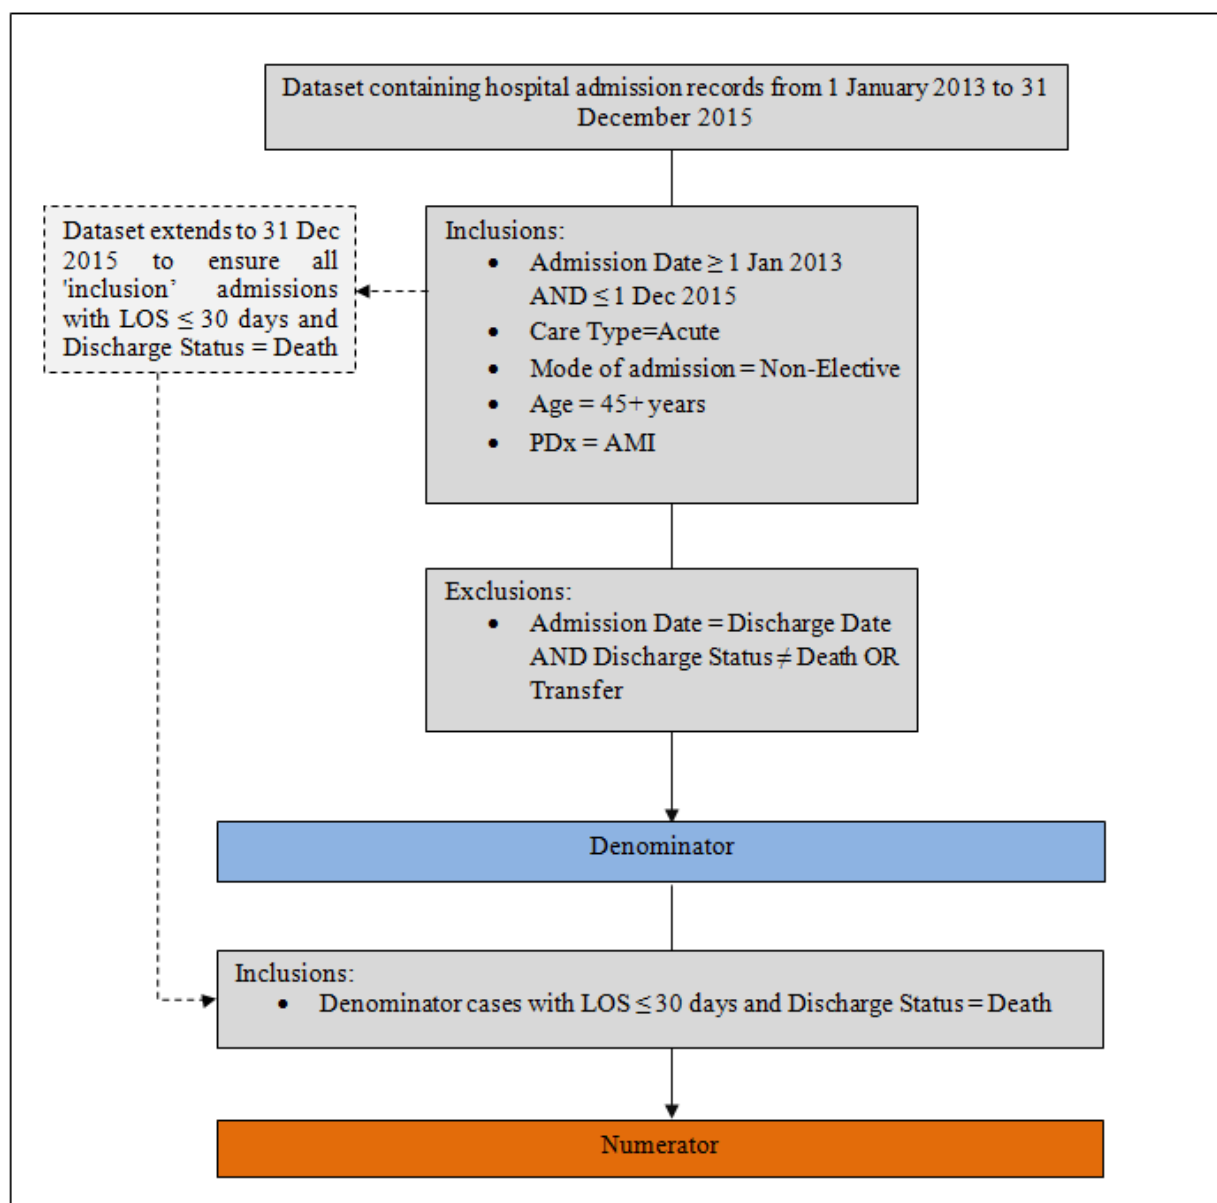 Dataset containing hospital admission records from 1 January 2013 to 31
December 2015
Dataset extends to 31 Dec
2015 to ensure all
'inclusion’ admissions
with LOS ≤ 30 days and
Discharge Status = Death
Inclusions:
• Admission Date ≥ 1 Jan 2013
AND ≤ 1 Dec 2015
• Care Type=Acute
• Mode of admission = Non-Elective
• Age = 45+ years
• PDx = AMI
Exclusions:
• Admission Date = Discharge Date
AND Discharge Status ≠ Death OR
Transfer
Denominator
Inclusions:
• Denominator cases with LOS ≤ 30 days and Discharge Status = Death
Numerator